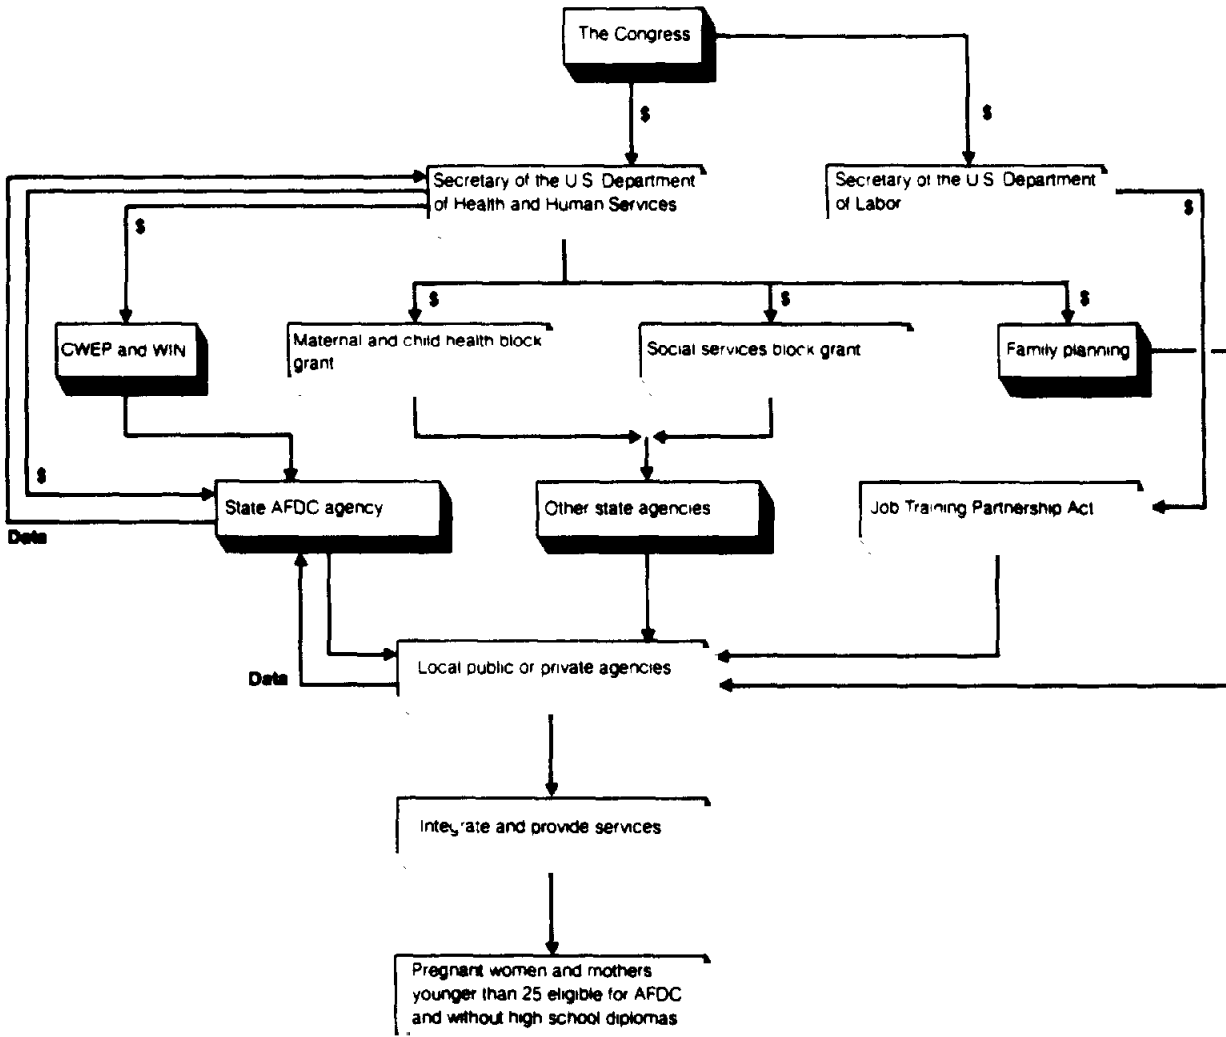 The Congress
$
$
Secretary of the U S Department
of Health and Human Services
Secretary of the U S Department
of Labor
$
$
$
$
$
CWEP and WIN
Maternal and child health block
grant
Social services block grant
Family planning
$
State AFDC agency
Other state agencies
Job Training Partnership Act
Data
Local public or private agencies
Data
Integrate and provide services
Pregnant women and mothers
younger than 25 eligible for AFDC
and without high school diplomas